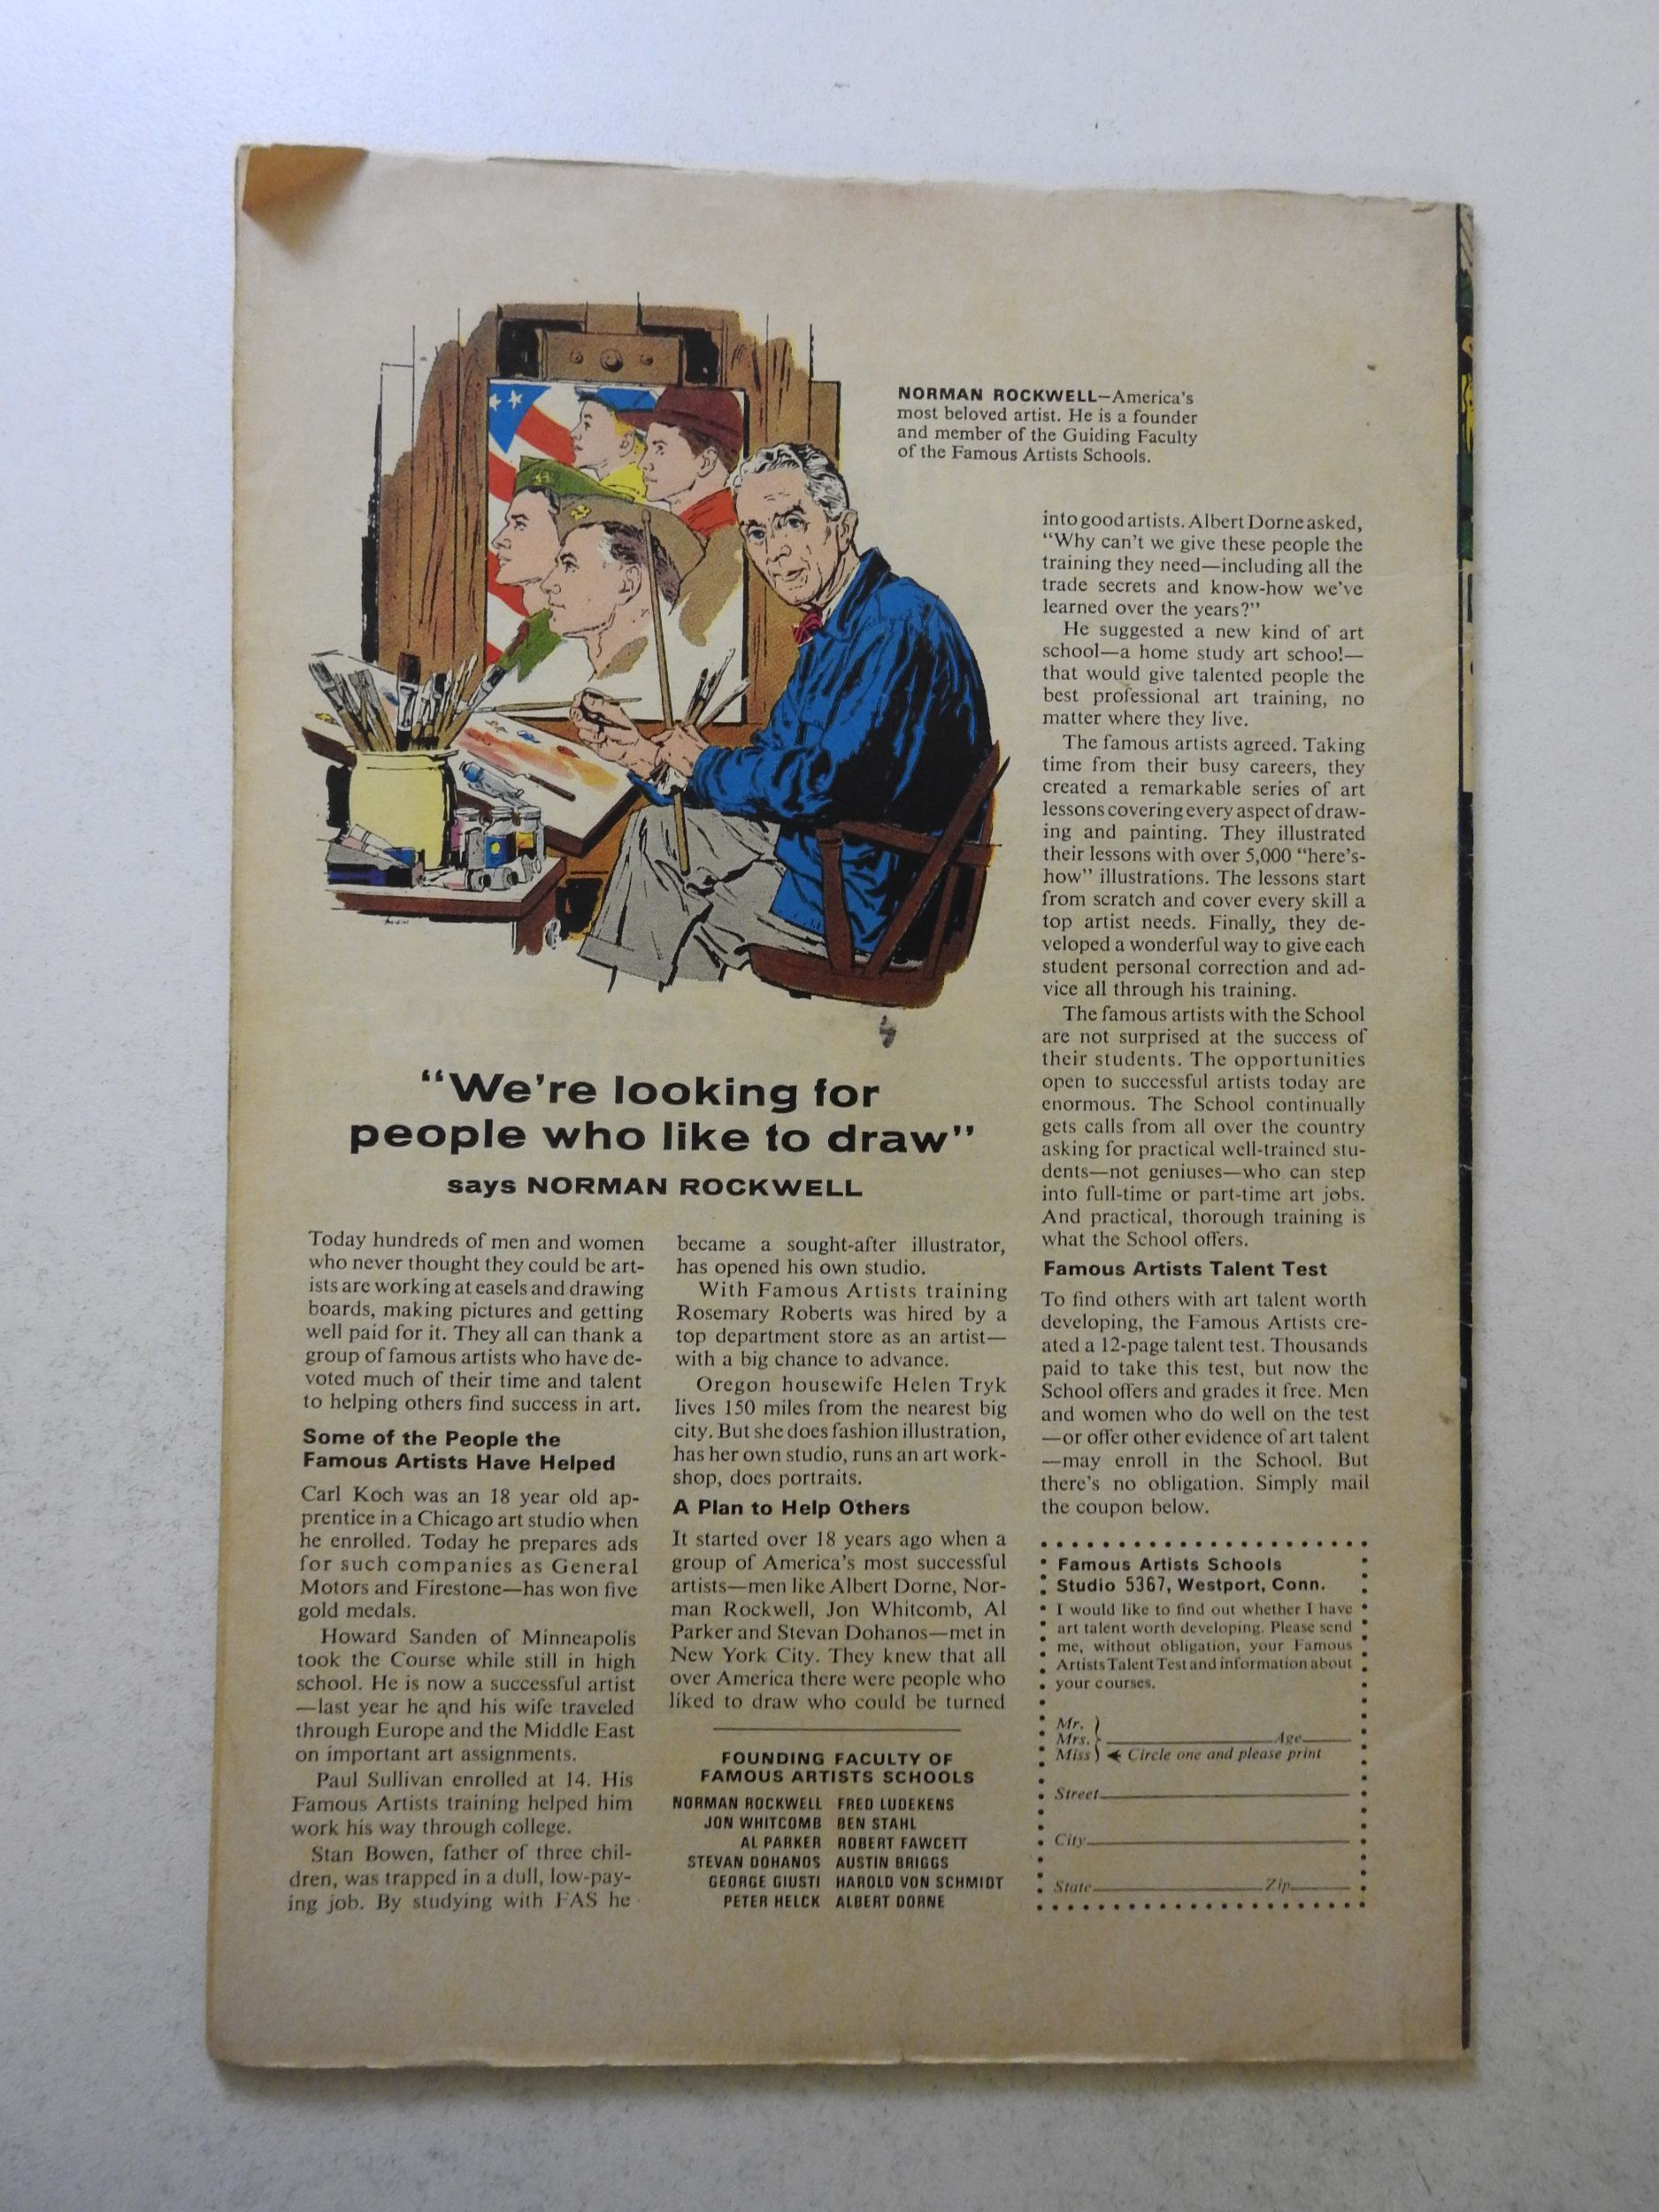 NORMAN ROCKWELL—America's
most beloved artist. He is a founder
and member of the Guiding Faculty
of the Famous Artists Schools.
"We're looking for
people who like to draw"
says NORMAN ROCKWELL
Today hundreds of men and women
who never thought they could be art-
ists are working at easels and drawing
boards, making pictures and getting
well paid for it. They all can thank a
group of famous artists who have de-
voted much of their time and talent
to helping others find success in art.
Some of the People the
Famous Artists Have Helped
Carl Koch was an 18 year old ap-
prentice in a Chicago art studio when
he enrolled. Today he prepares ads
for such companies as General
Motors and Firestone—has won five
gold medals.
Howard Sanden of Minneapolis
took the Course while still in high
school. He is now a successful artist
—last year he and his wife traveled
through Europe and the Middle East
on important art assignments.
Paul Sullivan enrolled at 14. His
Famous Artists training helped him
work his way through college.
Stan Bowen, father of three chil-
dren, was trapped in a dull, low-pay-
ing job. By studying with FAS he
became a sought-after illustrator,
has opened his own studio.
With Famous Artists training
Rosemary Roberts was hired by a
top department store as an artist—
with a big chance to advance.
Oregon housewife Helen Tryk
lives 150 miles from the nearest big
city. But she does fashion illustration,
has her own studio, runs an art work-
shop, does portraits.
A Plan to Help Others
It started over 18 years ago when a
group of America's most successful
artists—men like Albert Dorne, Nor-
man Rockwell, Jon Whitcomb, Al
Parker and Stevan Dohanos—met in
New York City. They knew that all
over America there were people who
liked to draw who could be turned
FOUNDING FACULTY OF
FAMOUS ARTISTS SCHOOLS
NORMAN ROCKWELL FRED LUDEKENS
JON WHITCOMB BEN STAHL
AL PARKER ROBERT FAWCETT
STEVAN DOHANOS AUSTIN BRIGGS
GEORGE GIUSTI HAROLD VON SCHMIDT
PETER HELCK ALBERT DORNE
into good artists. Albert Dorne asked,
"Why can't we give these people the
training they need—including all the
trade secrets and know-how we've
learned over the years?"
He suggested a new kind of art
school—a home study art school—
that would give talented people the
best professional art training, no
matter where they live.
The famous artists agreed. Taking
time from their busy careers, they
created a remarkable series of art
lessons covering every aspect of draw-
ing and painting. They illustrated
their lessons with over 5,000 "here's-
how" illustrations. The lessons start
from scratch and cover every skill a
top artist needs. Finally, they de-
veloped a wonderful way to give each
student personal correction and ad-
vice all through his training.
The famous artists with the School
are not surprised at the success of
their students. The opportunities
open to successful artists today are
enormous. The School continually
gets calls from all over the country
asking for practical well-trained stu-
dents—not geniuses—who can step
into full-time or part-time art jobs.
And practical, thorough training is
what the School offers.
Famous Artists Talent Test
To find others with art talent worth
developing, the Famous Artists cre-
ated a 12-page talent test. Thousands
paid to take this test, but now the
School offers and grades it free. Men
and women who do well on the test
—or offer other evidence of art talent
—may enroll in the School. But
there's no obligation. Simply mail
the coupon below.
Famous Artists Schools
Studio 5367, Westport, Conn.
I would like to find out whether I have
art talent worth developing. Please send
me, without obligation, your Famous
Artists Talent Test and information about
your courses.
Mr.
Mrs. Age
Miss Circle one and please print
Street
City
State Zip